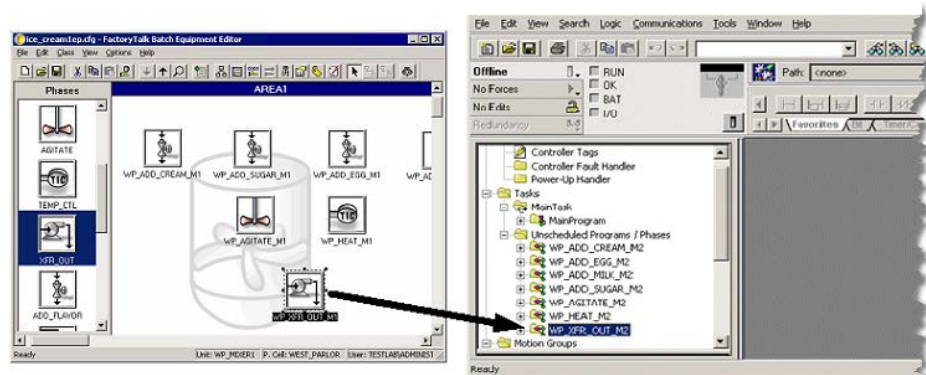 ice_cream1ep.cfg - FactoryTalk Batch Equipment Editor
File Edit Class View Options Help
Phases
AREA1
AGITATE
TEMP_CTL
XFR_OUT
ADD_FLAVOR
WP_ADD_CREAM_M1
WP_ADD_SUGAR_M1
WP_ADD_EGG_M1
WP_AGITATE_M1
WP_HEAT_M1
WP_XFR_OUT_M1
Ready
Unit: WP_MIXER1 P. Cell: WEST_PARLOR User: TESTLAB\ADMINIST
File Edit View Search Logic Communications Tools Window Help
Offline
RUN
No Forces
OK
No Edits
BAT
I/O
Redundancy
Path: <none>
Favorites
Bit
Controller Tags
Controller Fault Handler
Power-Up Handler
Tasks
MainTask
MainProgram
Unscheduled Programs / Phases
WP_ADD_CREAM_M2
WP_ADD_EGG_M2
WP_ADD_MILK_M2
WP_ADD_SUGAR_M2
WP_AGITATE_M2
WP_HEAT_M2
WP_XFR_OUT_M2
Motion Groups
Ready